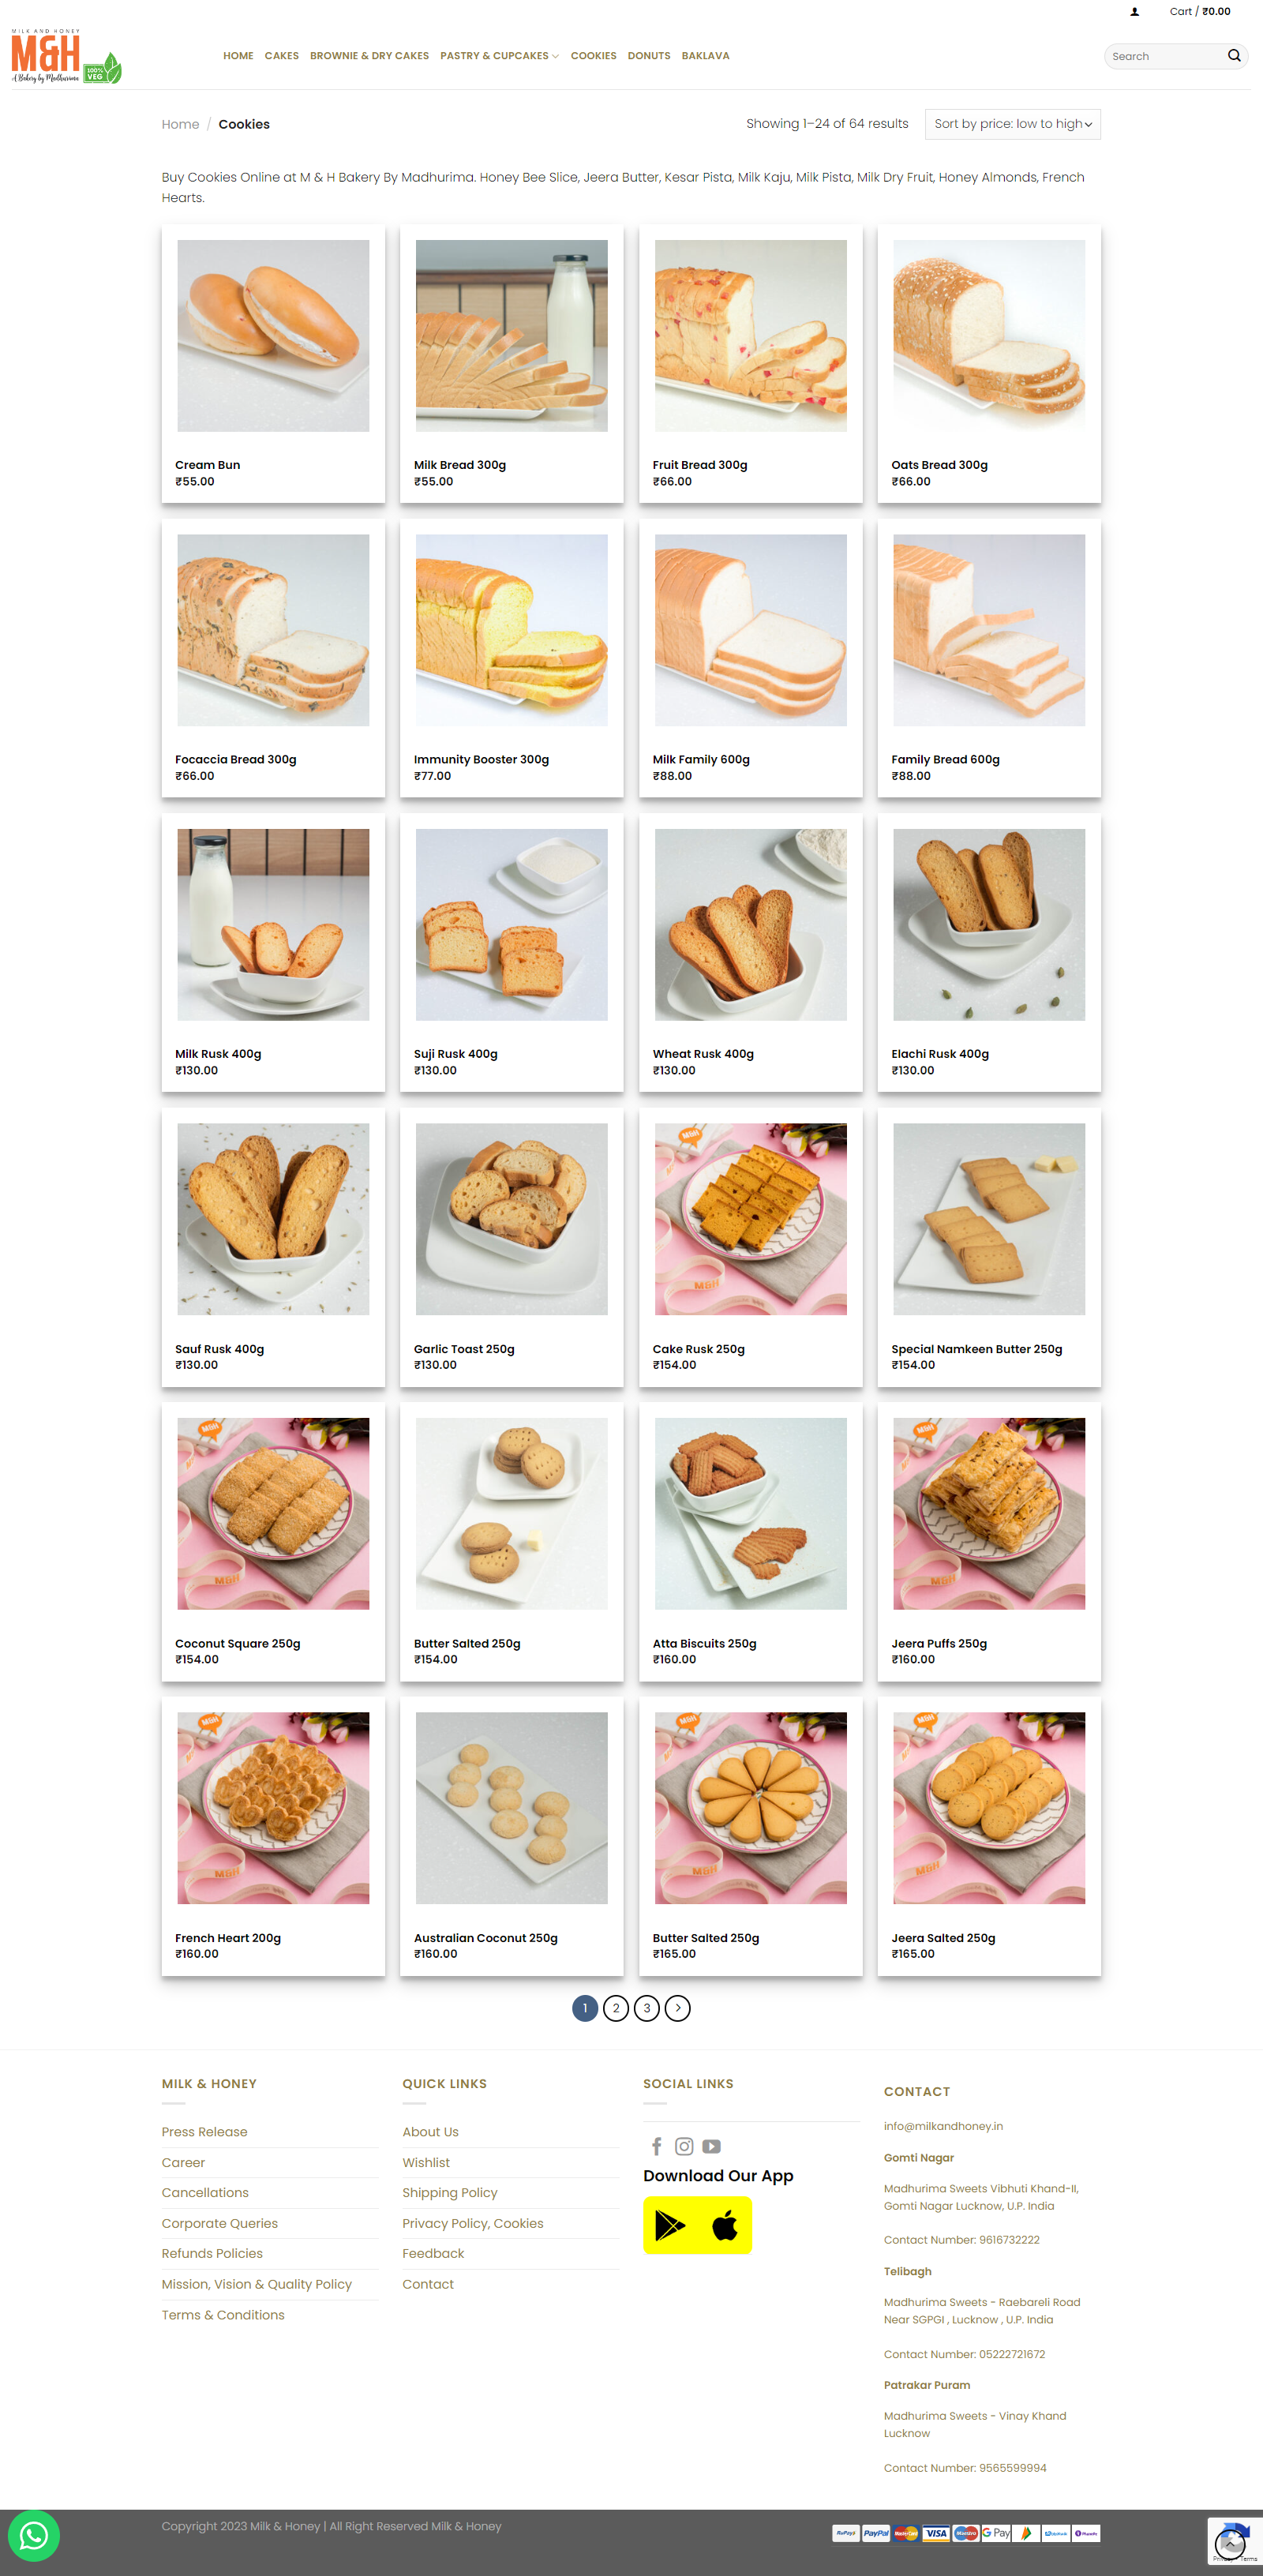 Cart / ₹0.00
MILK AND HONEY
M&H
A Bakery by Madhurima
100% VEG
HOME CAKES BROWNIE & DRY CAKES PASTRY & CUPCAKES COOKIES DONUTS BAKLAVA
Search
Home / Cookies
Showing 1–24 of 64 results
Sort by price: low to high
Buy Cookies Online at M & H Bakery By Madhurima. Honey Bee Slice, Jeera Butter, Kesar Pista, Milk Kaju, Milk Pista, Milk Dry Fruit, Honey Almonds, French
Hearts.
Cream Bun
₹55.00
Milk Bread 300g
₹55.00
Fruit Bread 300g
₹66.00
Oats Bread 300g
₹66.00
Focaccia Bread 300g
₹66.00
Immunity Booster 300g
₹77.00
Milk Family 600g
₹88.00
Family Bread 600g
₹88.00
Milk Rusk 400g
₹130.00
Suji Rusk 400g
₹130.00
Wheat Rusk 400g
₹130.00
Elachi Rusk 400g
₹130.00
Sauf Rusk 400g
₹130.00
Garlic Toast 250g
₹130.00
Cake Rusk 250g
₹154.00
Special Namkeen Butter 250g
₹154.00
Coconut Square 250g
₹154.00
Butter Salted 250g
₹154.00
Atta Biscuits 250g
₹160.00
Jeera Puffs 250g
₹160.00
French Heart 200g
₹160.00
Australian Coconut 250g
₹160.00
Butter Salted 250g
₹165.00
Jeera Salted 250g
₹165.00
1 2 3
MILK & HONEY
Press Release
Career
Cancellations
Corporate Queries
Refunds Policies
Mission, Vision & Quality Policy
Terms & Conditions
QUICK LINKS
About Us
Wishlist
Shipping Policy
Privacy Policy, Cookies
Feedback
Contact
SOCIAL LINKS
Download Our App
CONTACT
info@milkandhoney.in
Gomti Nagar
Madhurima Sweets Vibhuti Khand-II,
Gomti Nagar Lucknow, U.P. India
Contact Number: 9616732222
Telibagh
Madhurima Sweets - Raebareli Road
Near SGPGI , Lucknow , U.P. India
Contact Number: 05222721672
Patrakar Puram
Madhurima Sweets - Vinay Khand
Lucknow
Contact Number: 9565599994
Copyright 2023 Milk & Honey | All Right Reserved Milk & Honey
RuPay PayPal MasterCard VISA Maestro G Pay
Terms